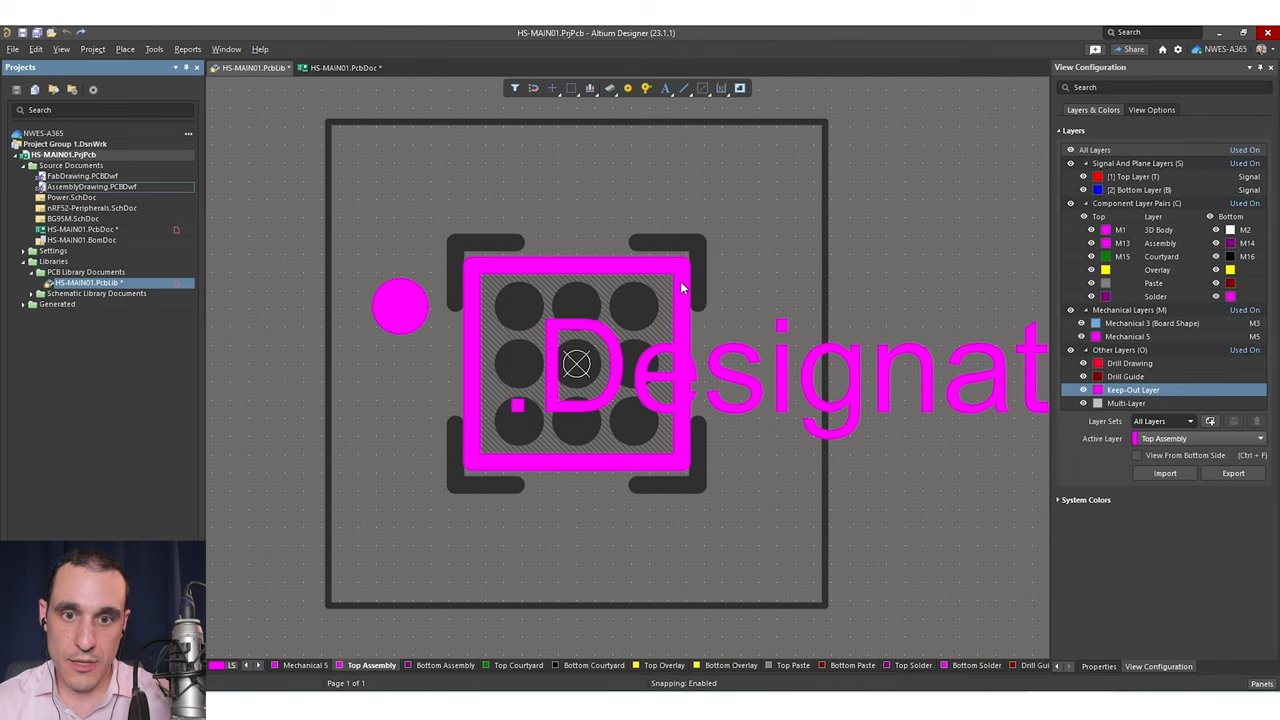 HS-MAIN01.PrjPcb - Altium Designer (23.1.1)
Search
File Edit View Project Place Tools Reports Window Help
Share
NWES-A365
Projects
HS-MAIN01.PcbLib *
HS-MAIN01.PcbDoc *
View Configuration
Search
Search
Layers & Colors
View Options
NWES-A365
Project Group 1.DsnWrk
HS-MAIN01.PrjPcb
Source Documents
FabDrawing.PCBDwf
AssemblyDrawing.PCBDwf
Power.SchDoc
nRF52-Peripherals.SchDoc
BG95M.SchDoc
HS-MAIN01.PcbDoc *
HS-MAIN01.BomDoc
Settings
Libraries
PCB Library Documents
HS-MAIN01.PcbLib *
Schematic Library Documents
Generated
.Designat
Layers
All Layers Used On
Signal And Plane Layers (S) Used On
[1] Top Layer (T) Signal
[2] Bottom Layer (B) Signal
Component Layer Pairs (C) Used On
Top Layer Bottom
M1 3D Body M2
M13 Assembly M14
M15 Courtyard M16
Overlay
Paste
Solder
Mechanical Layers (M) Used On
Mechanical 3 (Board Shape) M3
Mechanical 5 M5
Other Layers (O) Used On
Drill Drawing
Drill Guide
Keep-Out Layer
Multi-Layer
Layer Sets All Layers
Active Layer Top Assembly
View From Bottom Side (Ctrl + F)
Import Export
System Colors
LS
Mechanical 5 Top Assembly Bottom Assembly Top Courtyard Bottom Courtyard Top Overlay Bottom Overlay Top Paste Bottom Paste Top Solder Bottom Solder Drill Gui
Properties View Configuration
Page 1 of 1
Snapping: Enabled
Panels